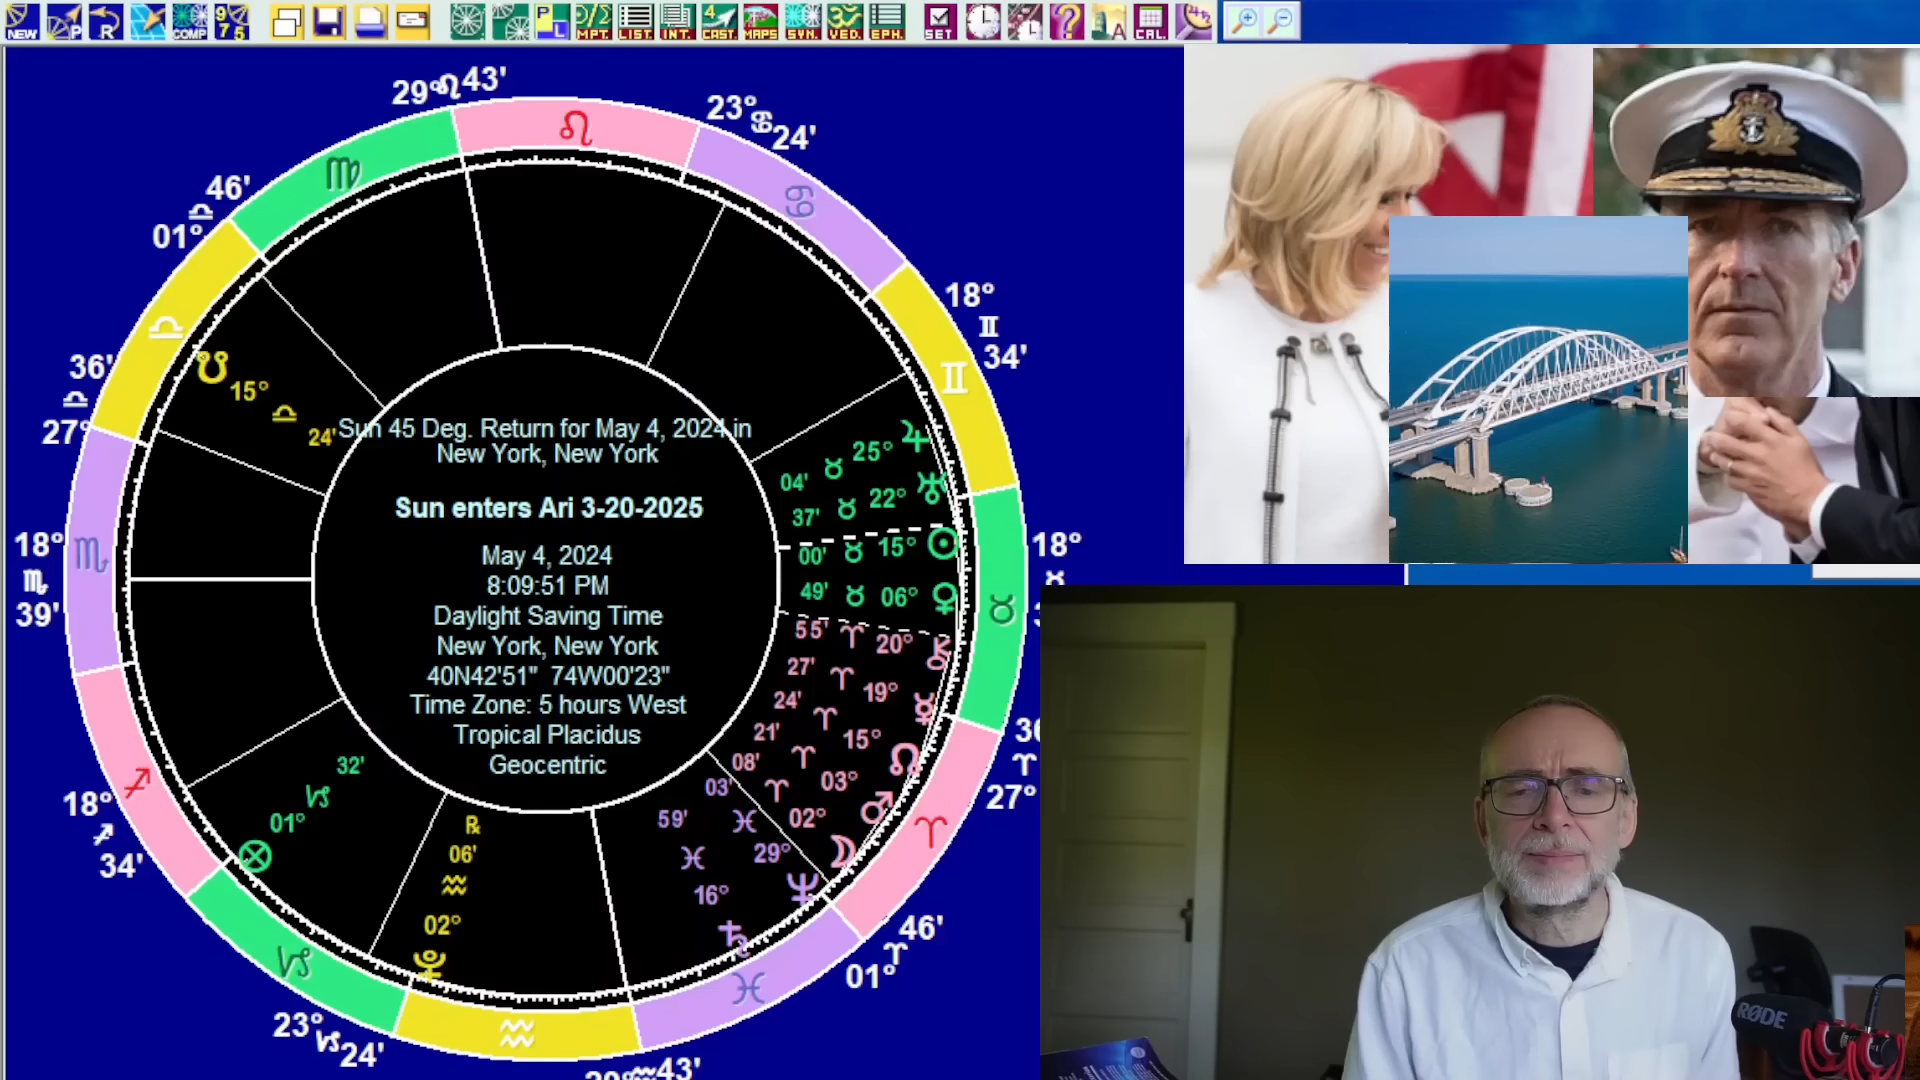 NEW P R COMP 9 7 5 P L MPT. LIST. INT. 4 CAST. MAPS SYN. VED. EPH. SET A CAL.
29° 43'
23° 24'
46'
01°
18° 34'
36'
27°
15° 24'
Sun 45 Deg. Return for May 4, 2024 in
New York, New York
Sun enters Ari 3-20-2025
May 4, 2024
8:09:51 PM
Daylight Saving Time
New York, New York
40N42'51" 74W00'23"
Time Zone: 5 hours West
Tropical Placidus
Geocentric
25° 04'
22° 37'
15° 00'
06° 49'
20° 55'
19° 27'
15° 24'
03° 21'
02° 08'
29° 03'
16° 59'
18° 39'
18°
27°
32'
01°
06'
02°
18° 34'
46'
01°
23° 24'
43'
RØDE